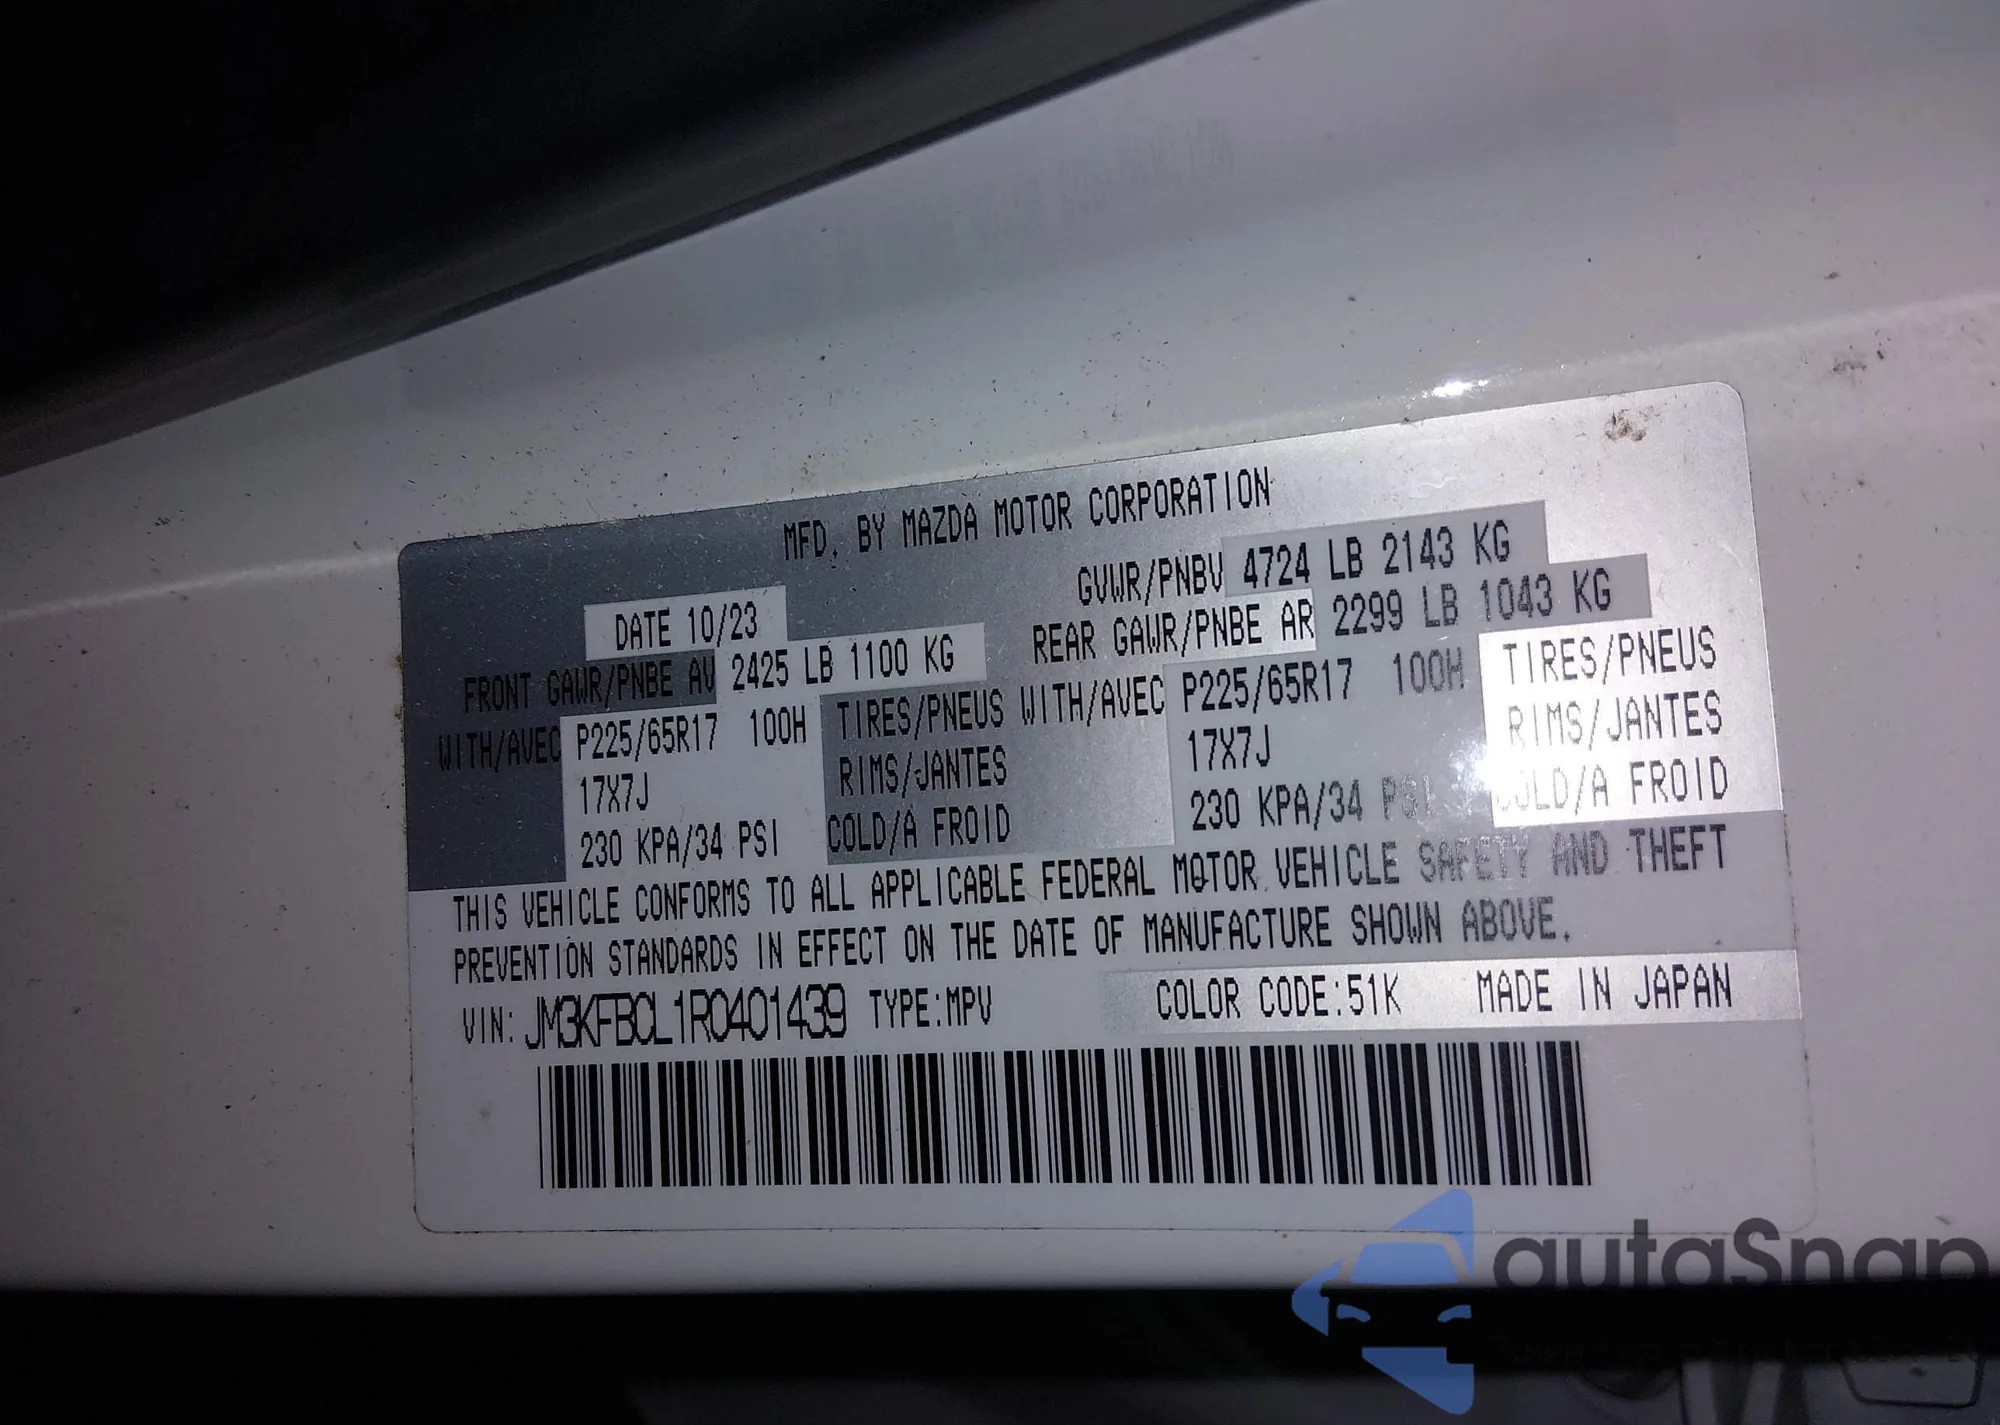 MFD. BY MAZDA MOTOR CORPORATION
DATE 10/23 GVWR/PNBV 4724 LB 2143 KG
FRONT GAWR/PNBE AV 2425 LB 1100 KG REAR GAWR/PNBE AR 2299 LB 1043 KG
WITH/AVEC P225/65R17 100H TIRES/PNEUS WITH/AVEC P225/65R17 100H TIRES/PNEUS
17X7J RIMS/JANTES 17X7J RIMS/JANTES
230 KPA/34 PSI COLD/A FROID 230 KPA/34 PSI COLD/A FROID
THIS VEHICLE CONFORMS TO ALL APPLICABLE FEDERAL MOTOR VEHICLE SAFETY AND THEFT
PREVENTION STANDARDS IN EFFECT ON THE DATE OF MANUFACTURE SHOWN ABOVE.
VIN: JM3KFBCL1R0401439 TYPE:MPV COLOR CODE:51K MADE IN JAPAN
autaSnap